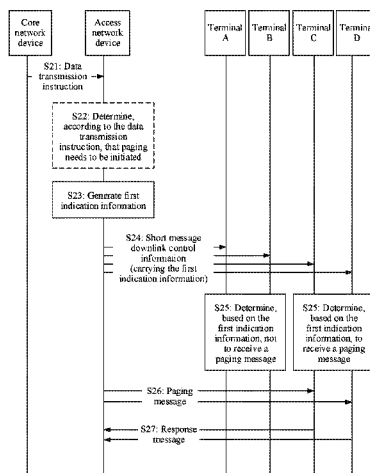 Core
network
device
Access
network
device
Terminal
A
Terminal
B
Terminal
C
Terminal
D
S21: Data
transmission
instruction
S22: Determine,
according to the data
transmission
instruction, that paging
needs to be initiated
S23: Generate first
indication information
S24: Short message
downlink control
information
(carrying the first
indication information)
S25: Determine,
based on the
first indication
information, not
to receive a
paging message
S25: Determine,
based on the
first indication
information, to
receive a paging
message
S26: Paging
message
S27: Response
message